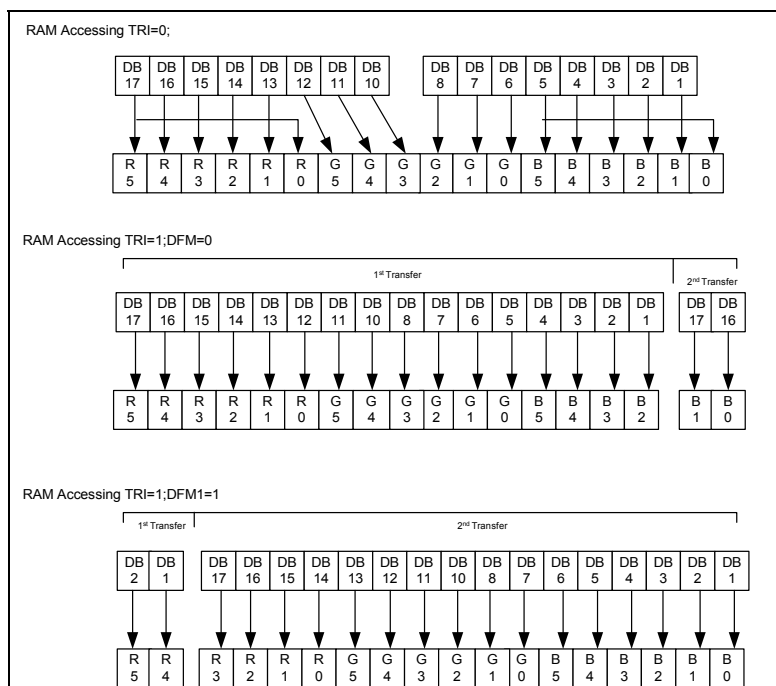 RAM Accessing TRI=0;
DB DB DB DB DB DB DB DB DB DB DB DB DB DB DB DB
17 16 15 14 13 12 11 10 8 7 6 5 4 3 2 1
R R R R R R G G G G G G B B B B B B
5 4 3 2 1 0 5 4 3 2 1 0 5 4 3 2 1 0
RAM Accessing TRI=1;DFM=0
1st Transfer 2nd Transfer
DB DB DB DB DB DB DB DB DB DB DB DB DB DB DB DB DB DB
17 16 15 14 13 12 11 10 8 7 6 5 4 3 2 1 17 16
R R R R R R G G G G G G B B B B B B
5 4 3 2 1 0 5 4 3 2 1 0 5 4 3 2 1 0
RAM Accessing TRI=1;DFM1=1
1st Transfer 2nd Transfer
DB DB DB DB DB DB DB DB DB DB DB DB DB DB DB DB DB DB
2 1 17 16 15 14 13 12 11 10 8 7 6 5 4 3 2 1
R R R R R R G G G G G G B B B B B B
5 4 3 2 1 0 5 4 3 2 1 0 5 4 3 2 1 0